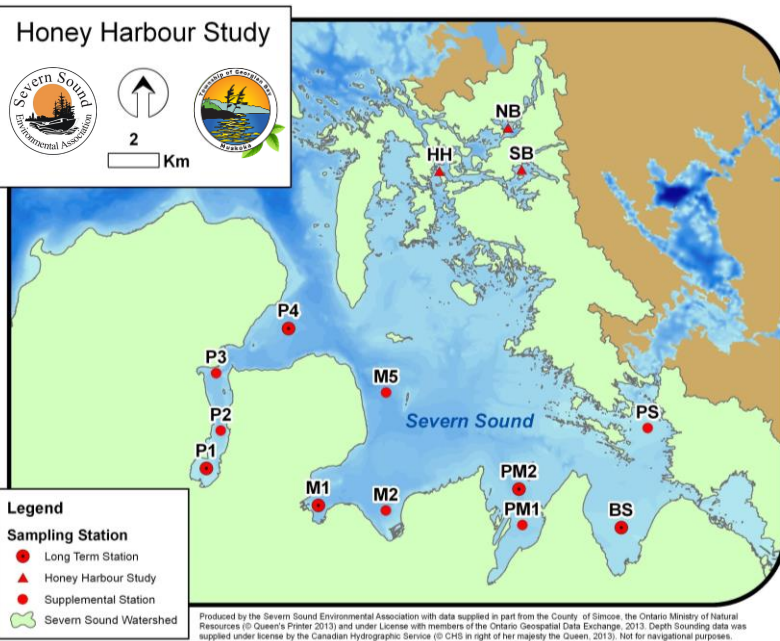 Honey Harbour Study
Severn Sound
Environmental Association
Township of Georgian Bay
Muskoka
2
Km
NB
HH
SB
P4
P3
M5
P2
Severn Sound
PS
P1
PM2
M1
M2
PM1
BS
Legend
Sampling Station
Long Term Station
Honey Harbour Study
Supplemental Station
Severn Sound Watershed
Produced by the Severn Sound Environmental Association with data supplied in part from the County of Simcoe, the Ontario Ministry of Natural
Resources (© Queen's Printer 2013) and under License with members of the Ontario Geospatial Data Exchange, 2013. Depth Sounding data was
supplied under license by the Canadian Hydrographic Service (© CHS in right of her majesty the Queen, 2013). Not for navigational purposes.